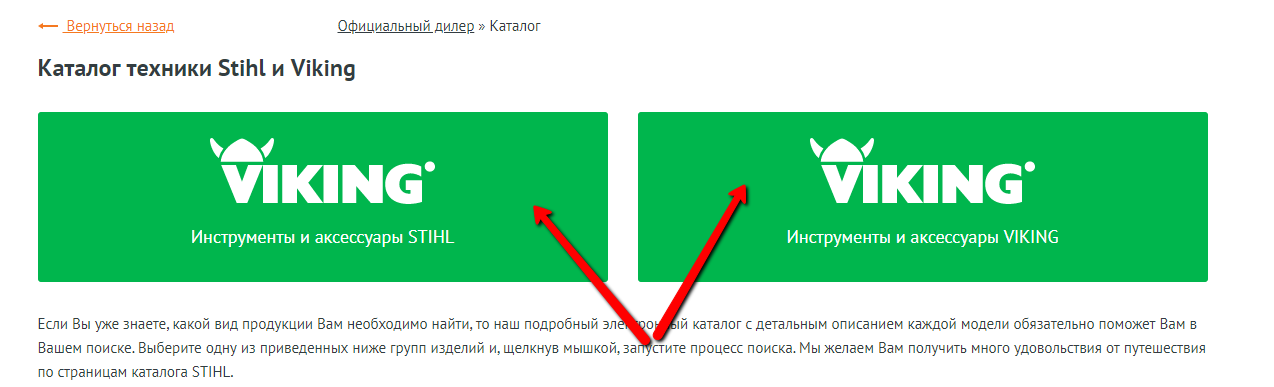 Вернуться назад
Официальный дилер » Каталог
Каталог техники Stihl и Viking
VIKING
Инструменты и аксессуары STIHL
VIKING
Инструменты и аксессуары VIKING
Если Вы уже знаете, какой вид продукции Вам необходимо найти, то наш подробный электронный каталог с детальным описанием каждой модели обязательно поможет Вам в
Вашем поиске. Выберите одну из приведенных ниже групп изделий и, щелкнув мышкой, запустите процесс поиска. Мы желаем Вам получить много удовольствия от путешествия
по страницам каталога STIHL.